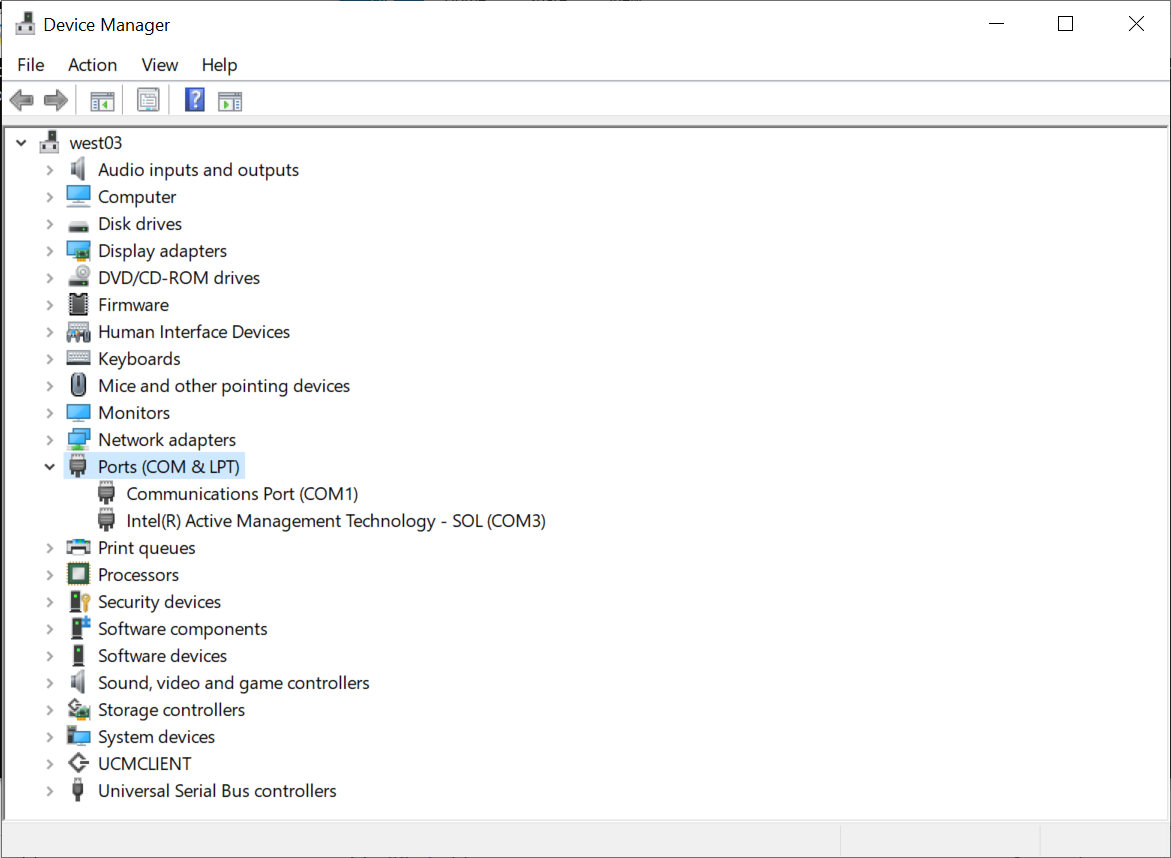 Device Manager
File Action View Help
west03
Audio inputs and outputs
Computer
Disk drives
Display adapters
DVD/CD-ROM drives
Firmware
Human Interface Devices
Keyboards
Mice and other pointing devices
Monitors
Network adapters
Ports (COM & LPT)
Communications Port (COM1)
Intel(R) Active Management Technology - SOL (COM3)
Print queues
Processors
Security devices
Software components
Software devices
Sound, video and game controllers
Storage controllers
System devices
UCMCLIENT
Universal Serial Bus controllers